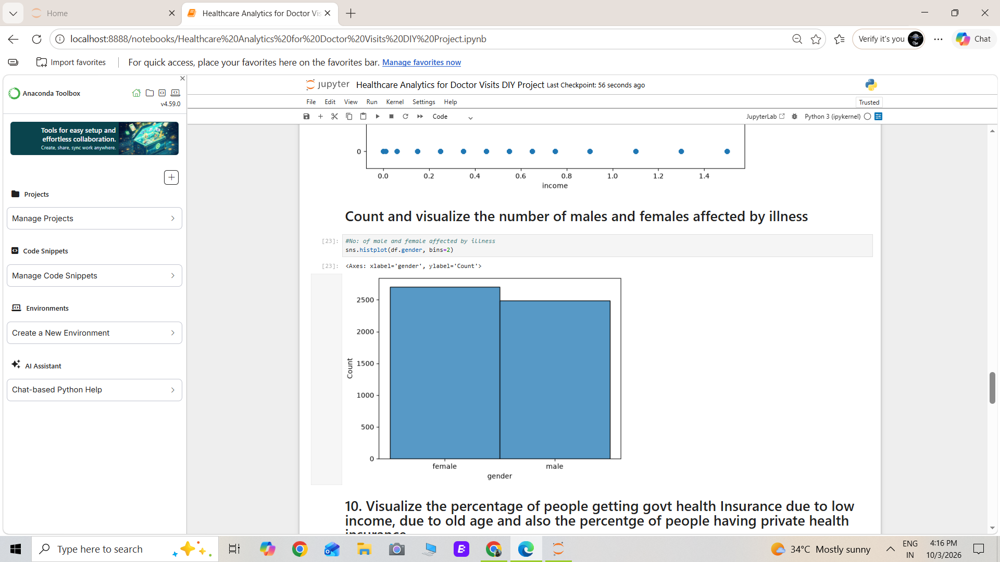 Home
Healthcare Analytics for Doctor Vis
localhost:8888/notebooks/Healthcare%20Analytics%20for%20Doctor%20Visits%20DIY%20Project.ipynb
Verify it's you
Chat
Import favorites
For quick access, place your favorites here on the favorites bar. Manage favorites now
Anaconda Toolbox
v4.59.0
Tools for easy setup and
effortless collaboration.
Create, share, sync work anywhere.
Projects
Manage Projects
Code Snippets
Manage Code Snippets
Environments
Create a New Environment
AI Assistant
Chat-based Python Help
jupyter Healthcare Analytics for Doctor Visits DIY Project Last Checkpoint: 56 seconds ago
File Edit View Run Kernel Settings Help
Trusted
Code
JupyterLab
Python 3 (ipykernel)
0
0.0 0.2 0.4 0.6 0.8 1.0 1.2 1.4
income
Count and visualize the number of males and females affected by illness
[23]: #No: of male and female affected by illness
sns.histplot(df.gender, bins=2)
[23]: <Axes: xlabel='gender', ylabel='Count'>
2500
2000
1500
1000
500
0
Count
female male
gender
10. Visualize the percentage of people getting govt health Insurance due to low
income, due to old age and also the percentge of people having private health
insurance
Type here to search
34°C Mostly sunny
ENG
IN
4:16 PM
10/3/2026